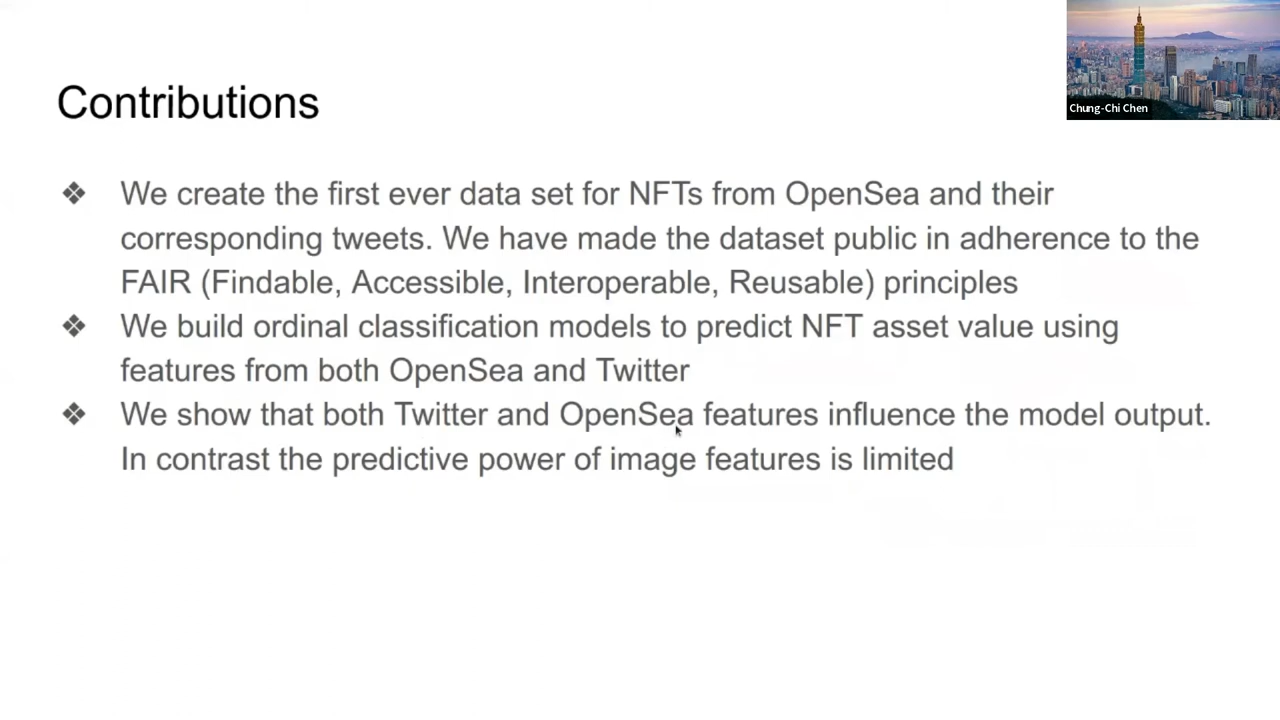 Chung-Chi Chen
Contributions
❖ We create the first ever data set for NFTs from OpenSea and their
corresponding tweets. We have made the dataset public in adherence to the
FAIR (Findable, Accessible, Interoperable, Reusable) principles
❖ We build ordinal classification models to predict NFT asset value using
features from both OpenSea and Twitter
❖ We show that both Twitter and OpenSea features influence the model output.
In contrast the predictive power of image features is limited